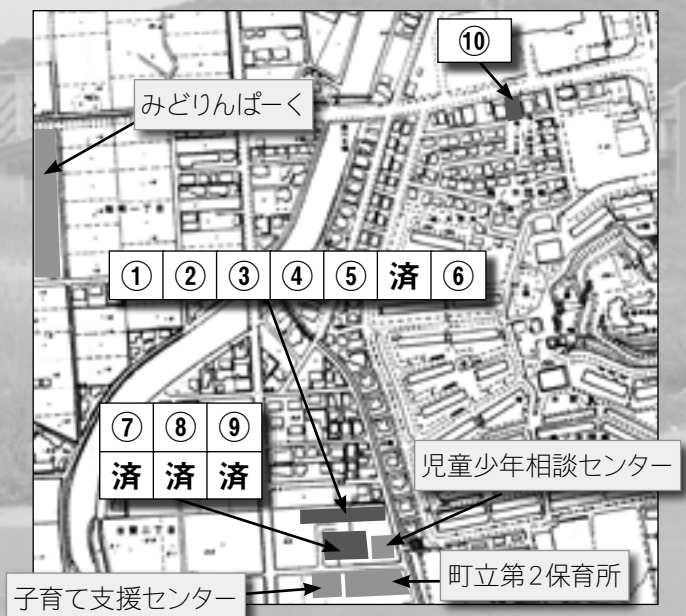 ⑩
みどりんぱーく
① ② ③ ④ ⑤ 済 ⑥
⑦ ⑧ ⑨
済 済 済
児童少年相談センター
町立第2保育所
子育て支援センター